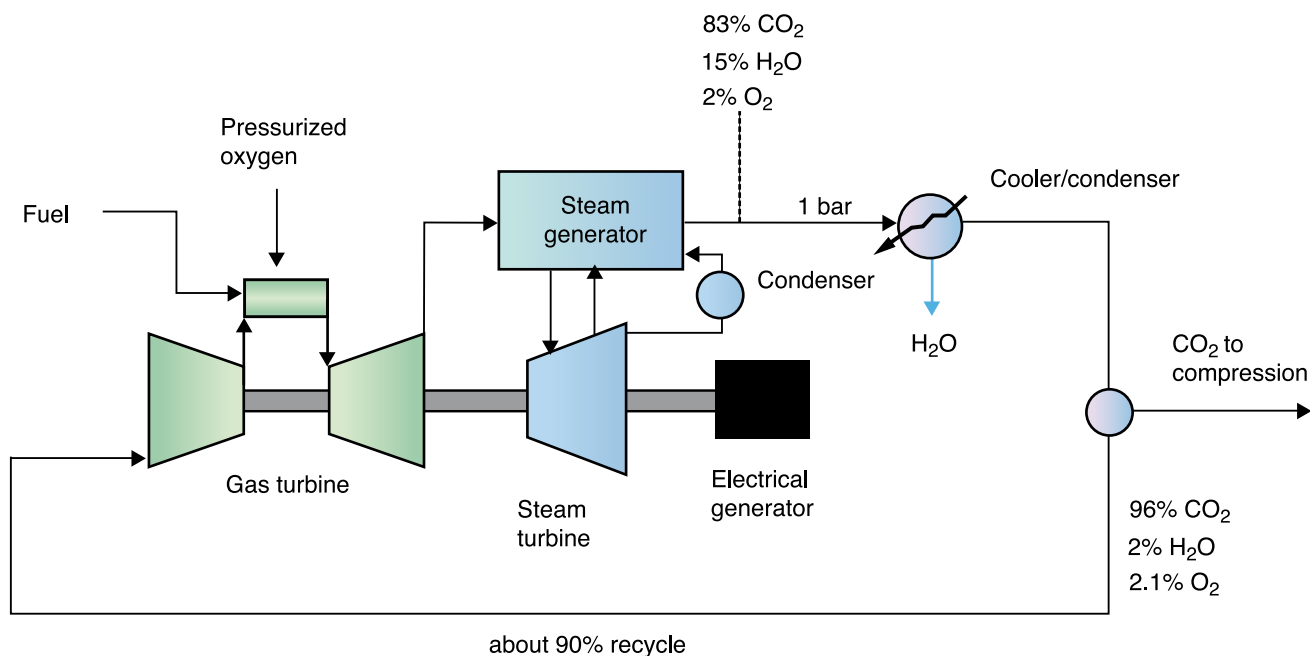 83% CO₂
15% H₂O
2% O₂
Pressurized
oxygen
Fuel
Steam
generator
1 bar
Cooler/condenser
Condenser
H₂O
CO₂ to
compression
Gas turbine
Steam
turbine
Electrical
generator
96% CO₂
2% H₂O
2.1% O₂
about 90% recycle